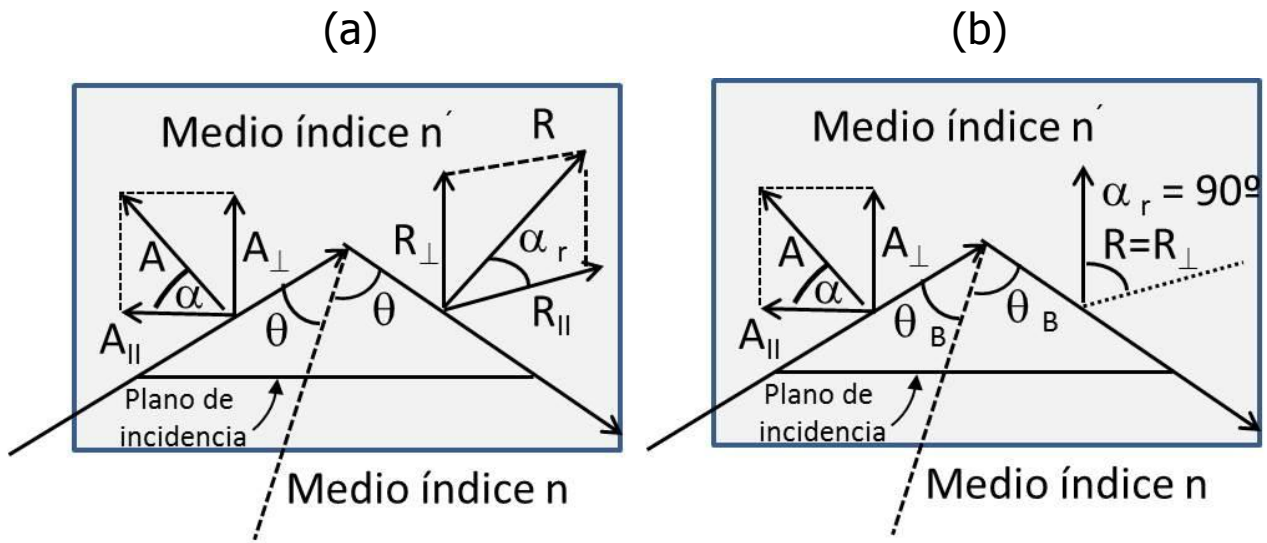 (a)
Medio índice n´
R
A
A⊥
α
A||
θ
θ
R⊥
α r
R||
Plano de
incidencia
Medio índice n
(b)
Medio índice n´
A
A⊥
α
A||
θ B
θ B
α r = 90º
R=R⊥
Plano de
incidencia
Medio índice n